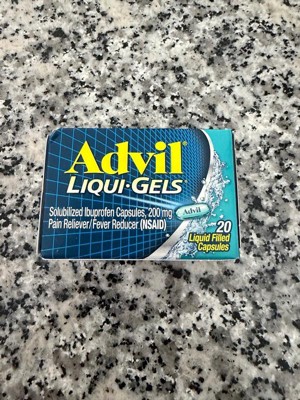 Advil®
LIQUI·GELS
Solubilized Ibuprofen Capsules, 200 mg
Pain Reliever/Fever Reducer (NSAID)
Advil
20
Liquid Filled
Capsules